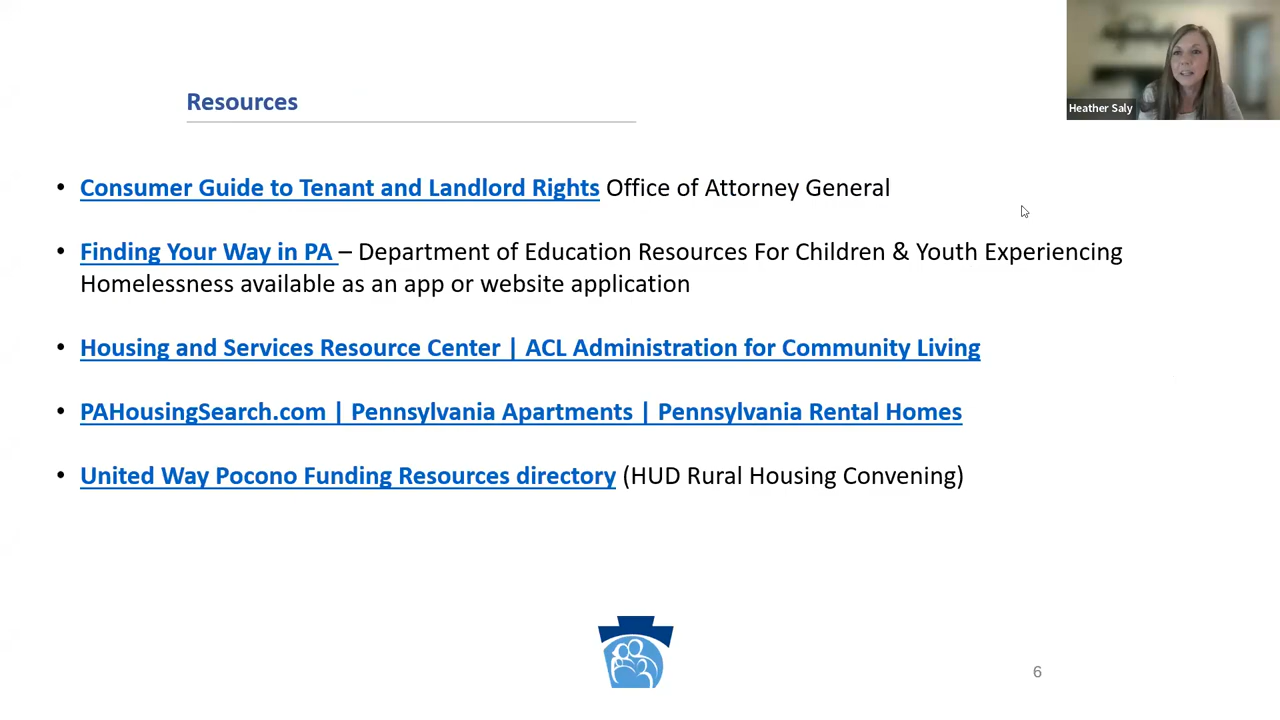 Heather Saly
Resources
• Consumer Guide to Tenant and Landlord Rights Office of Attorney General
• Finding Your Way in PA – Department of Education Resources For Children & Youth Experiencing
Homelessness available as an app or website application
• Housing and Services Resource Center | ACL Administration for Community Living
• PAHousingSearch.com | Pennsylvania Apartments | Pennsylvania Rental Homes
• United Way Pocono Funding Resources directory (HUD Rural Housing Convening)
6